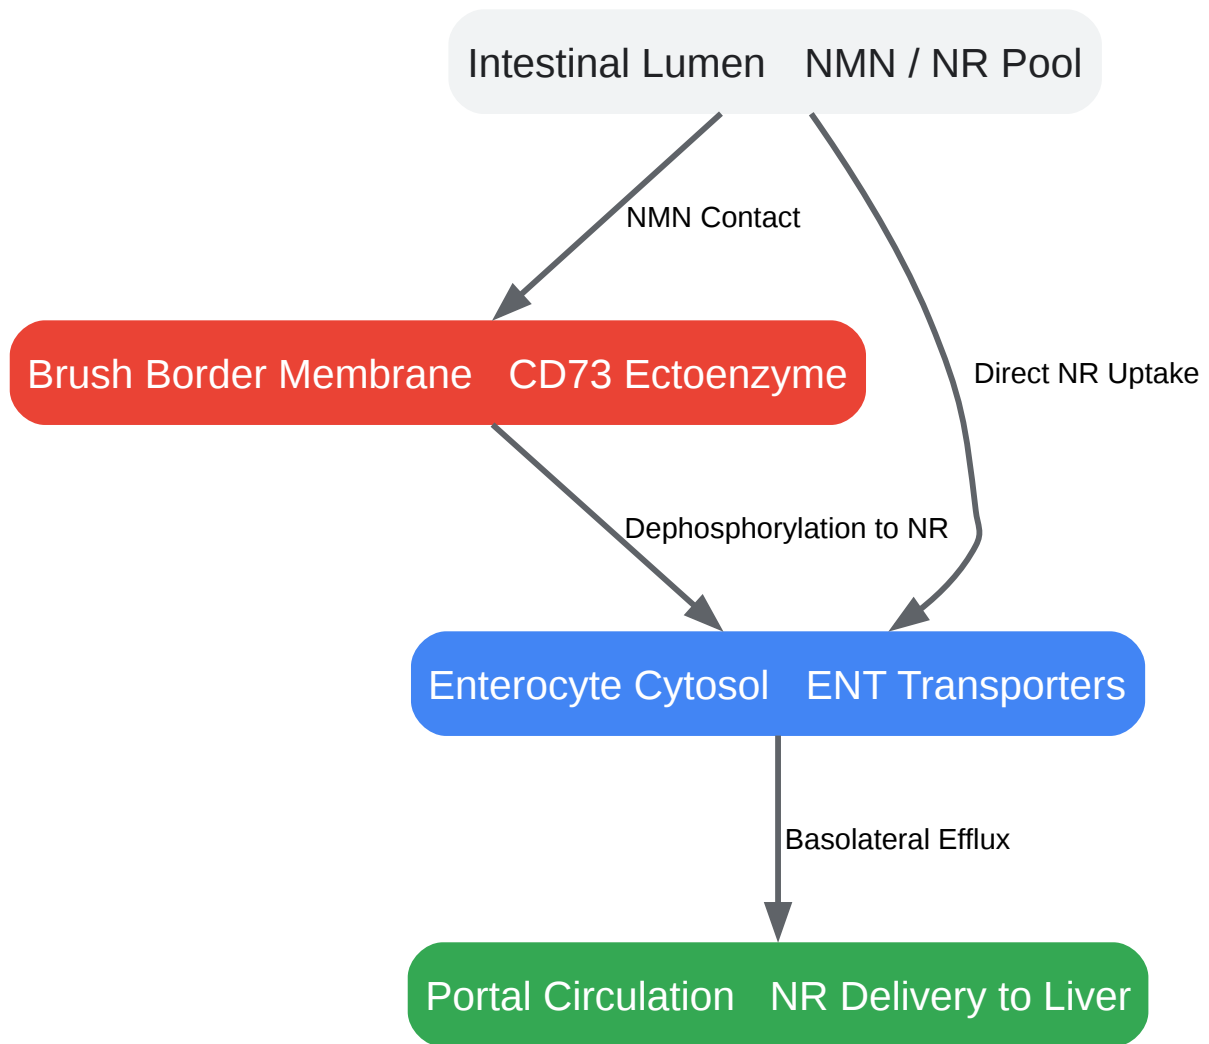 Intestinal Lumen   NMN / NR Pool
NMN Contact
Brush Border Membrane   CD73 Ectoenzyme
Direct NR Uptake
Dephosphorylation to NR
Enterocyte Cytosol   ENT Transporters
Basolateral Efflux
Portal Circulation   NR Delivery to Liver